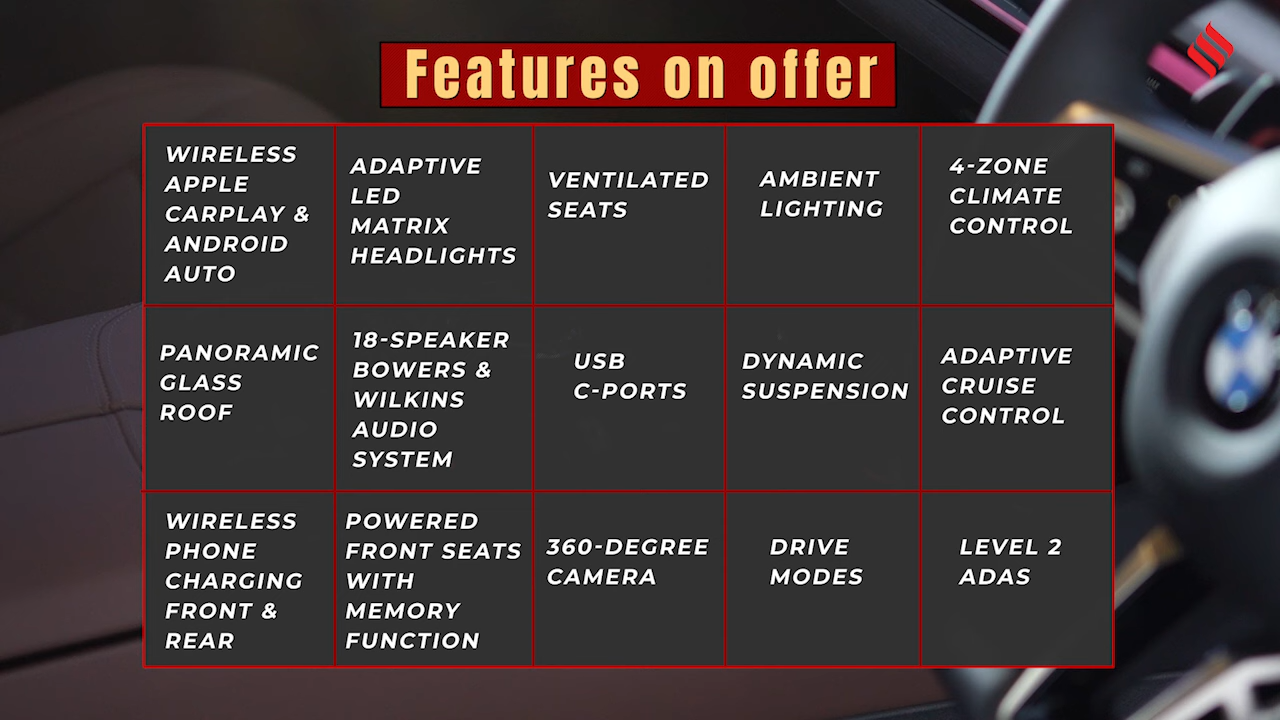 Features on offer
WIRELESS
APPLE
CARPLAY &
ANDROID
AUTO
ADAPTIVE
LED
MATRIX
HEADLIGHTS
VENTILATED
SEATS
AMBIENT
LIGHTING
4-ZONE
CLIMATE
CONTROL
PANORAMIC
GLASS
ROOF
18-SPEAKER
BOWERS &
WILKINS
AUDIO
SYSTEM
USB
C-PORTS
DYNAMIC
SUSPENSION
ADAPTIVE
CRUISE
CONTROL
WIRELESS
PHONE
CHARGING
FRONT &
REAR
POWERED
FRONT SEATS
WITH
MEMORY
FUNCTION
360-DEGREE
CAMERA
DRIVE
MODES
LEVEL 2
ADAS